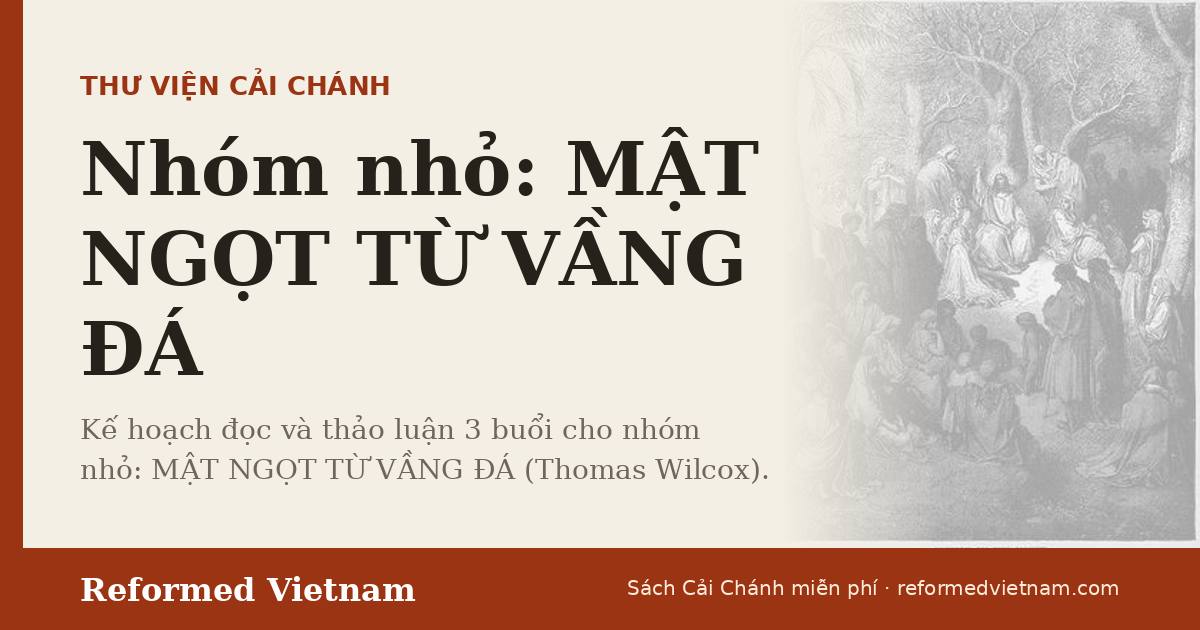 THƯ VIỆN CẢI CHÁNH
Nhóm nhỏ: MẬT
NGỌT TỪ VẦNG
ĐÁ
Kế hoạch đọc và thảo luận 3 buổi cho nhóm
nhỏ: MẬT NGỌT TỪ VẦNG ĐÁ (Thomas Wilcox).
Reformed Vietnam
Sách Cải Chánh miễn phí · reformedvietnam.com